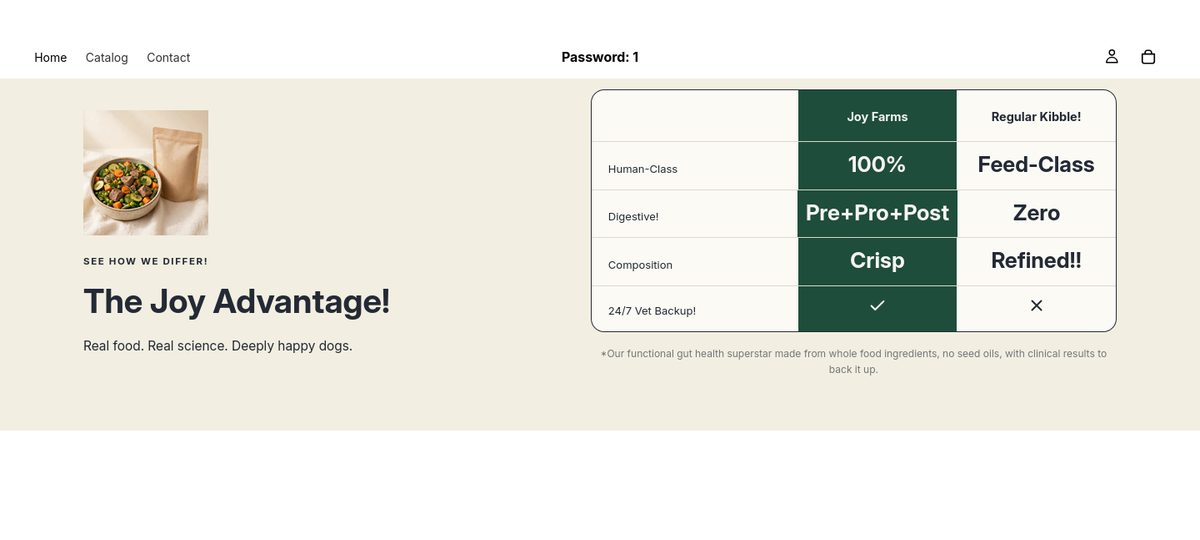 Home Catalog Contact
Password: 1
SEE HOW WE DIFFER!
The Joy Advantage!
Real food. Real science. Deeply happy dogs.
Joy Farms Regular Kibble!
Human-Class 100% Feed-Class
Digestive! Pre+Pro+Post Zero
Composition Crisp Refined!!
24/7 Vet Backup! ✓ ✕
*Our functional gut health superstar made from whole food ingredients, no seed oils, with clinical results to
back it up.